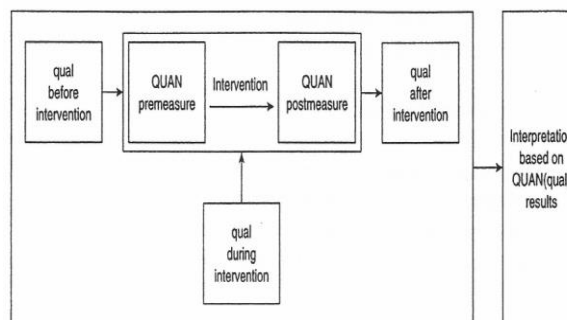 qual
before
intervention
QUAN
premeasure
Intervention
QUAN
postmeasure
qual
after
intervention
qual
during
intervention
Interpretation
based on
QUAN(qual
results